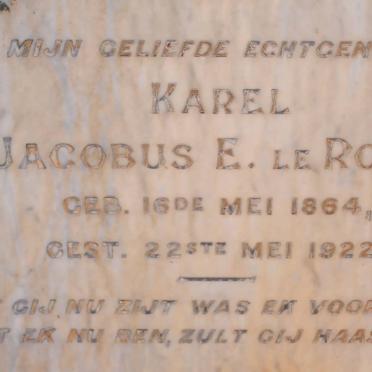 MIJN GELIEFDE ECHTGEN
KAREL
JACOBUS E. LE RO
GEB. 16DE MEI 1864,
GEST. 22STE MEI 1922
GIJ NU ZIJT WAS EK VOOR
T EK NU BEN, ZULT GIJ HAAS